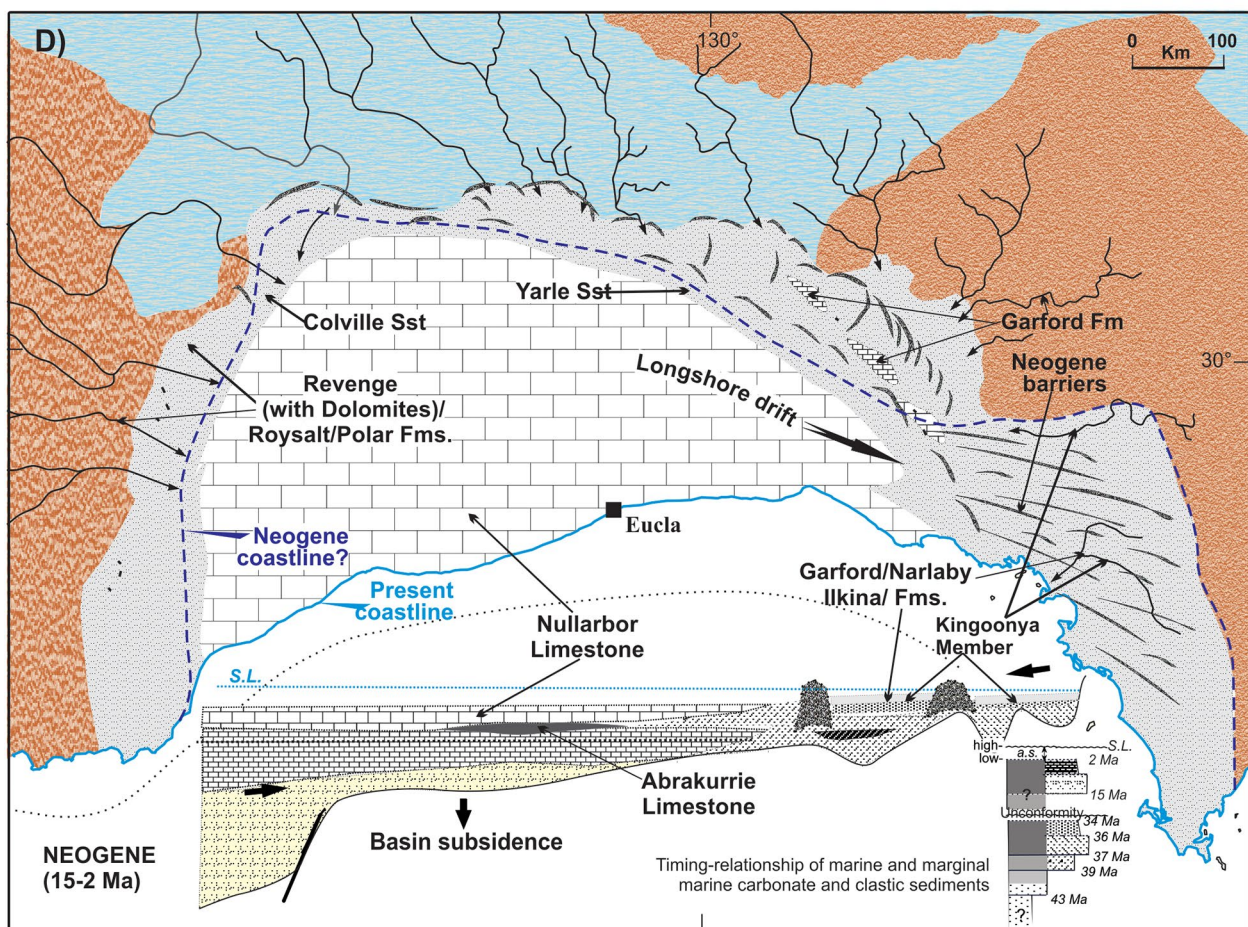 D)
130°
0 100
Km
Yarle Sst
Colville Sst
Garford Fm
30°
Neogene
barriers
Longshore drift
Revenge
(with Dolomites)/
Roysalt/Polar Fms.
Eucla
Neogene
coastline?
Present
coastline
Garford/Narlaby
Ilkina/ Fms.
Nullarbor
Limestone
Kingoonya
Member
S.L.
high-
low-
a.s.
S.L.
2 Ma
15 Ma
?
Unconformity
34 Ma
36 Ma
37 Ma
39 Ma
43 Ma
?
Abrakurrie
Limestone
Basin subsidence
NEOGENE
(15-2 Ma)
Timing-relationship of marine and marginal
marine carbonate and clastic sediments